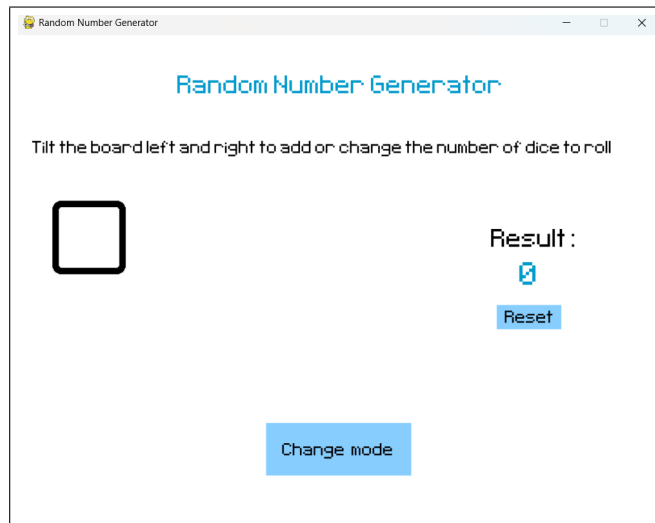 Random Number Generator
Random Number Generator
Tilt the board left and right to add or change the number of dice to roll
Result :
0
Reset
Change mode